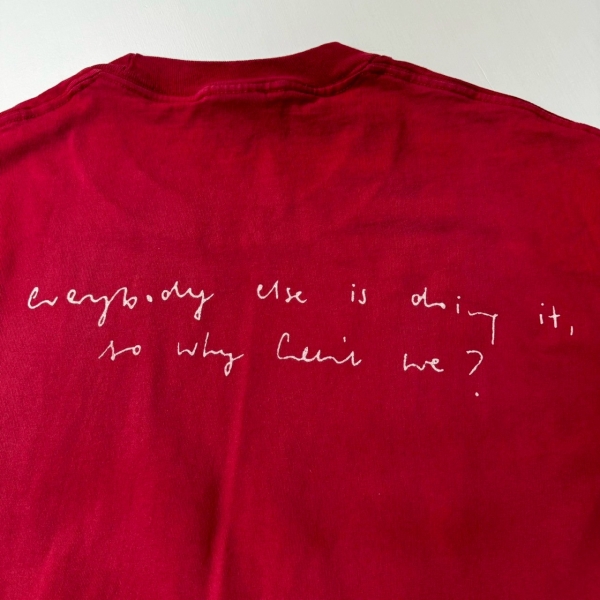 everybody else is doing it,
so why can't we?